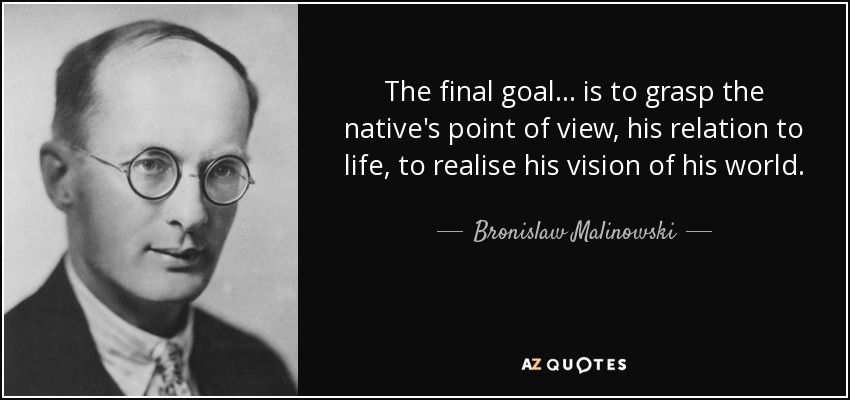 The final goal... is to grasp the
native's point of view, his relation to
life, to realise his vision of his world.
Bronislaw Malinowski
AZ QUOTES